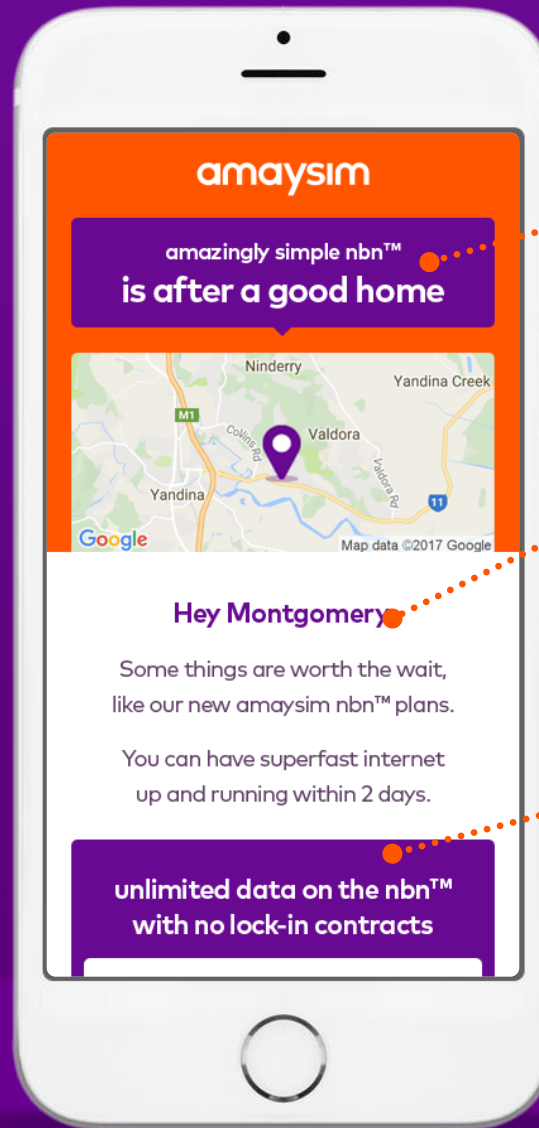 amaysim
amazingly simple nbn™
is after a good home
Ninderry
Yandina Creek
M1
Collins Rd
Valdora
Valdora Rd
Yandina
11
Google
Map data ©2017 Google
Hey Montgomery
Some things are worth the wait,
like our new amaysim nbn™ plans.
You can have superfast internet
up and running within 2 days.
unlimited data on the nbn™
with no lock-in contracts